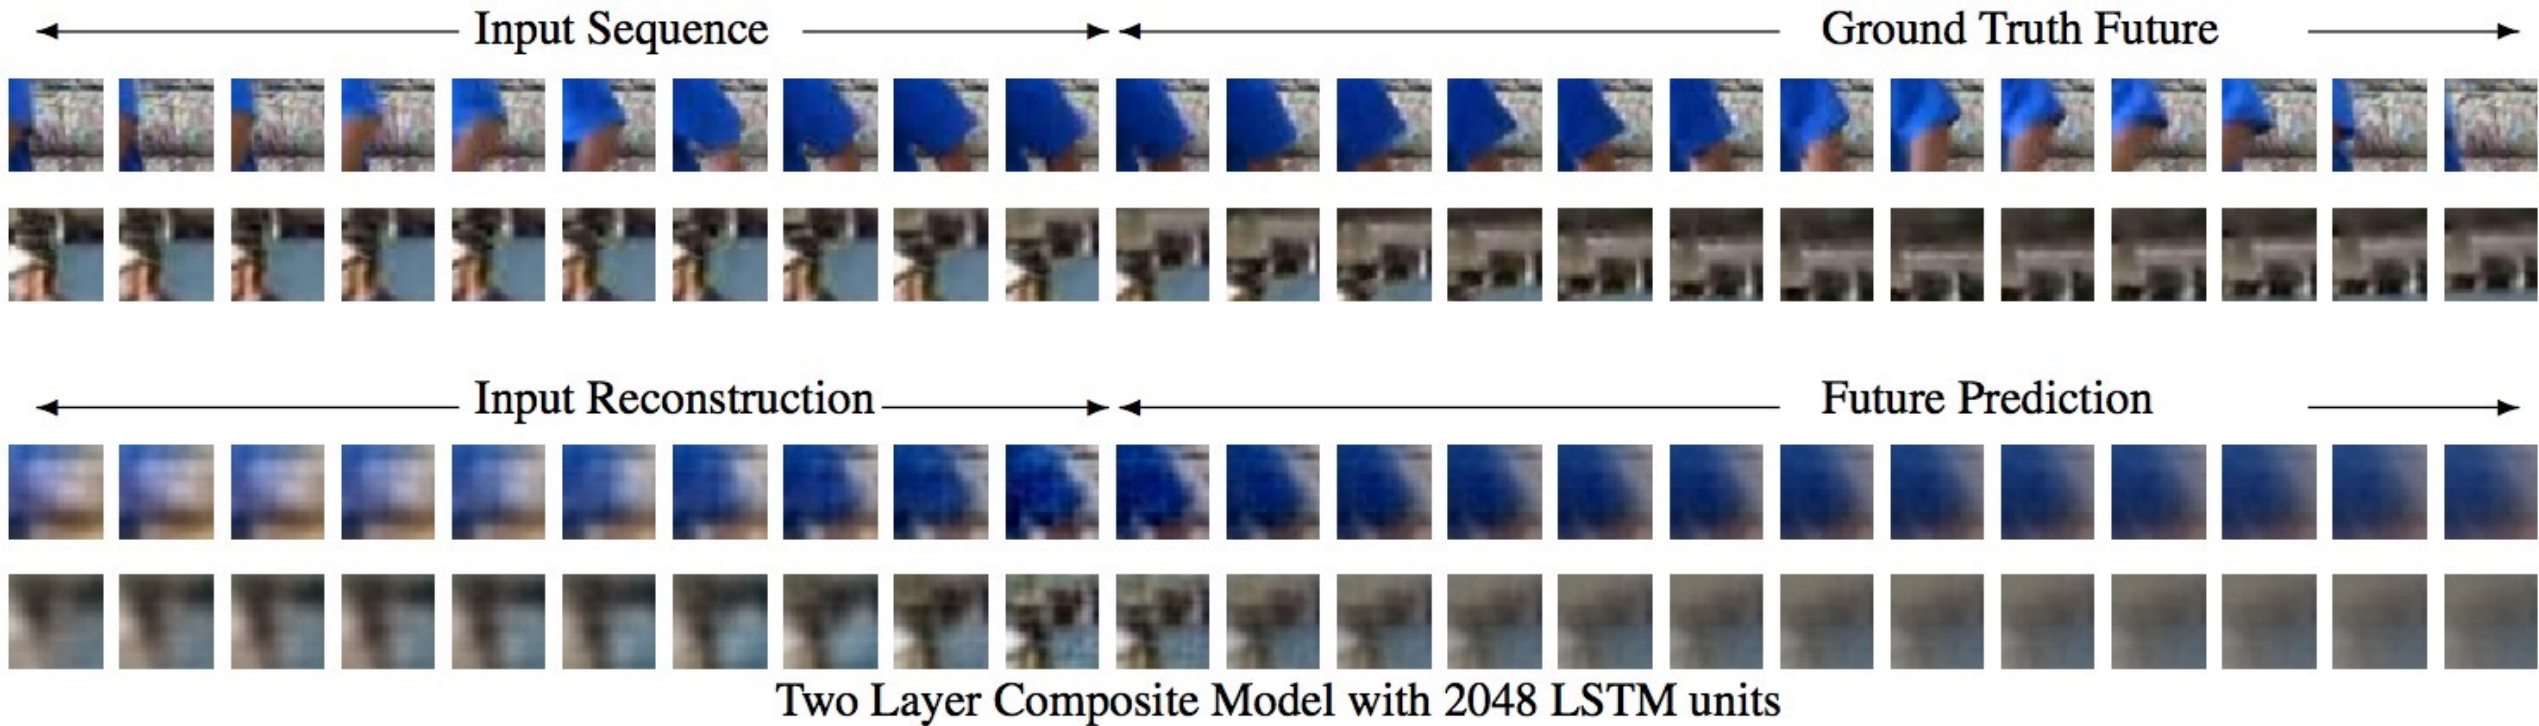 Input Sequence
Ground Truth Future
Input Reconstruction
Future Prediction
Two Layer Composite Model with 2048 LSTM units